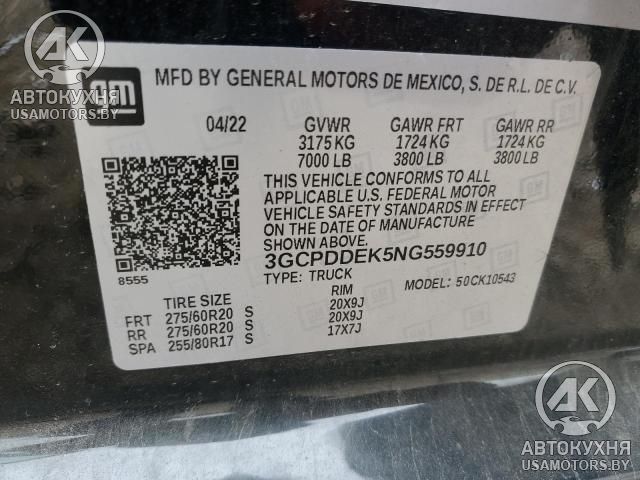 MFD BY GENERAL MOTORS DE MEXICO, S. DE R.L. DE C.V.
gm
04/22 GVWR GAWR FRT GAWR RR
3175 KG 1724 KG 1724 KG
7000 LB 3800 LB 3800 LB
THIS VEHICLE CONFORMS TO ALL
APPLICABLE U.S. FEDERAL MOTOR
VEHICLE SAFETY STANDARDS IN EFFECT
ON THE DATE OF MANUFACTURE
SHOWN ABOVE.
3GCPDDEK5NG559910
8555
TYPE: TRUCK MODEL: 50CK10543
TIRE SIZE RIM
FRT 275/60R20 S 20X9J
RR 275/60R20 S 20X9J
SPA 255/80R17 S 17X7J
АК
АВТОКУХНЯ
USAMOTORS.BY
АК
АВТОКУХНЯ
USAMOTORS.BY